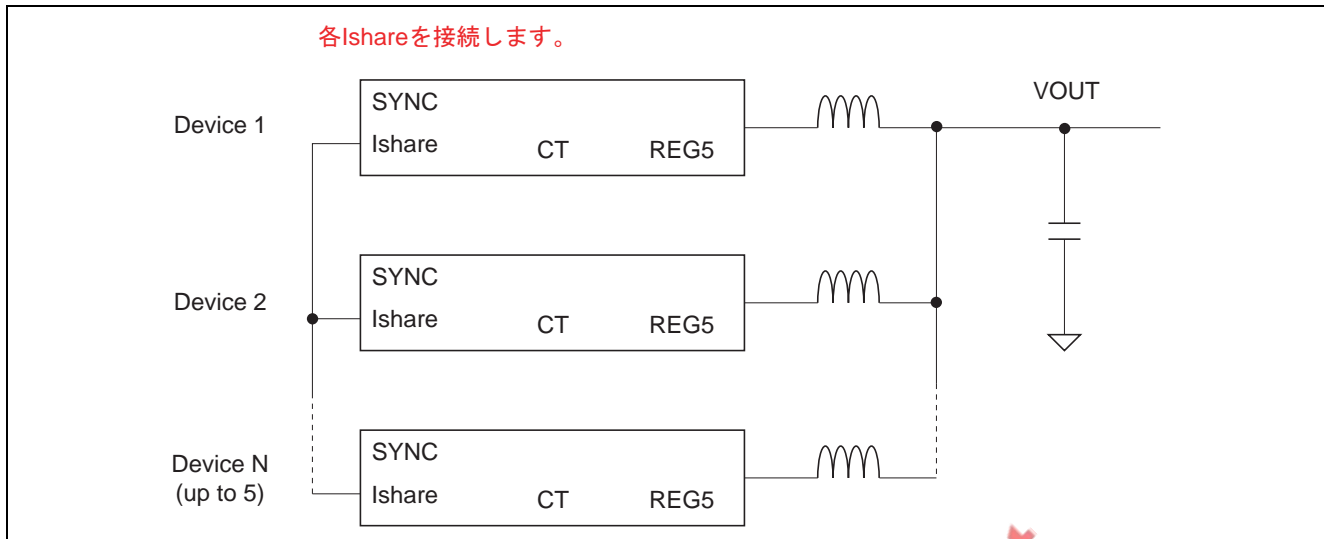 各Ishareを接続します。
SYNC
VOUT
Device 1
Ishare
CT
REG5
SYNC
Device 2
Ishare
CT
REG5
SYNC
Device N
(up to 5)
Ishare
CT
REG5